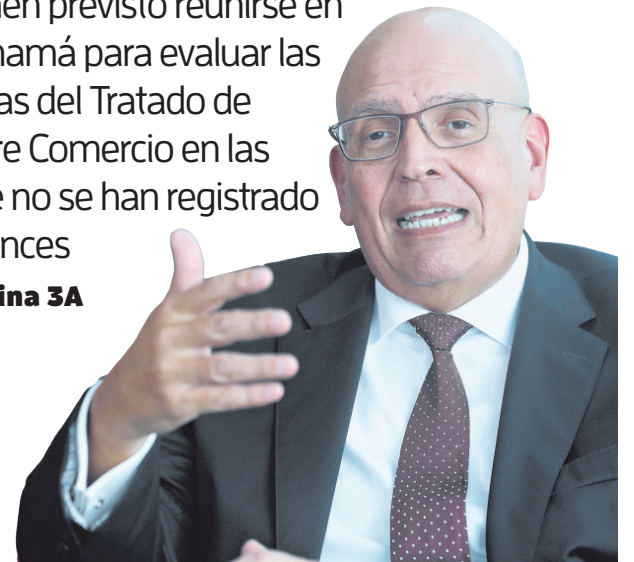 nen previsto reunirse en
namá para evaluar las
as del Tratado de
re Comercio en las
e no se han registrado
nces
ina 3A